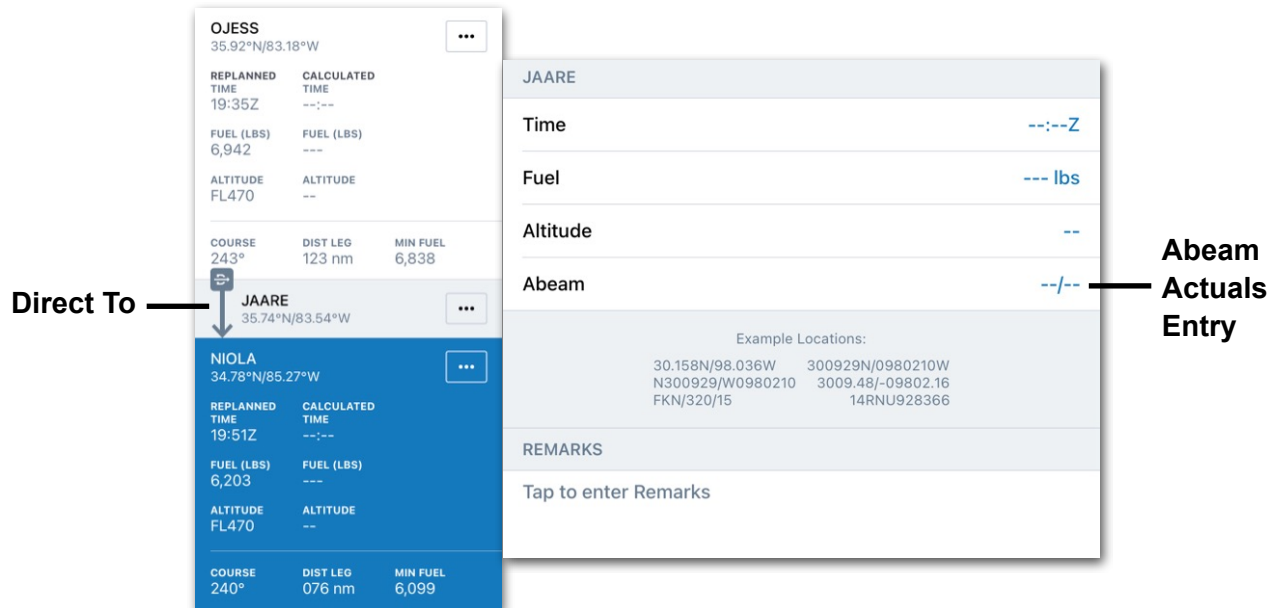 OJESS
35.92°N/83.18°W
REPLANNED CALCULATED
TIME TIME
19:35Z --:--
FUEL (LBS) FUEL (LBS)
6,942 ---
ALTITUDE ALTITUDE
FL470 --
COURSE DIST LEG MIN FUEL
243° 123 nm 6,838
Direct To
JAARE
35.74°N/83.54°W
NIOLA
34.78°N/85.27°W
REPLANNED CALCULATED
TIME TIME
19:51Z --:--
FUEL (LBS) FUEL (LBS)
6,203 ---
ALTITUDE ALTITUDE
FL470 --
COURSE DIST LEG MIN FUEL
240° 076 nm 6,099
JAARE
Time --:--Z
Fuel --- lbs
Altitude --
Abeam --/--
Example Locations:
30.158N/98.036W 300929N/0980210W
N300929/W0980210 3009.48/-09802.16
FKN/320/15 14RNU928366
REMARKS
Tap to enter Remarks
Abeam
Actuals
Entry